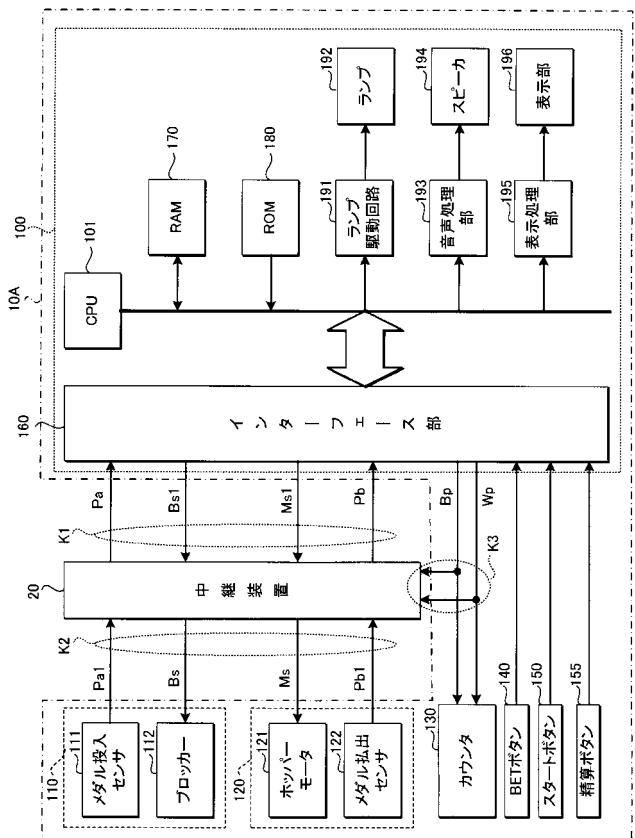 10A
100
101
CPU
170
RAM
180
ROM
191
ランプ
駆動回路
192
ランプ
193
音声処理
部
194
スピーカ
195
表示処理
部
196
表示部
160
インターフェース部
Pa
Bs1
Ms1
Pb
Bp
Wp
K1
K3
20
中継装置
K2
Pa1
Bs
Ms
Pb1
110
111
メダル投入
センサ
112
ブロッカー
120
121
ホッパー
モータ
122
メダル払出
センサ
130
カウンタ
140
BETボタン
150
スタートボタン
155
精算ボタン